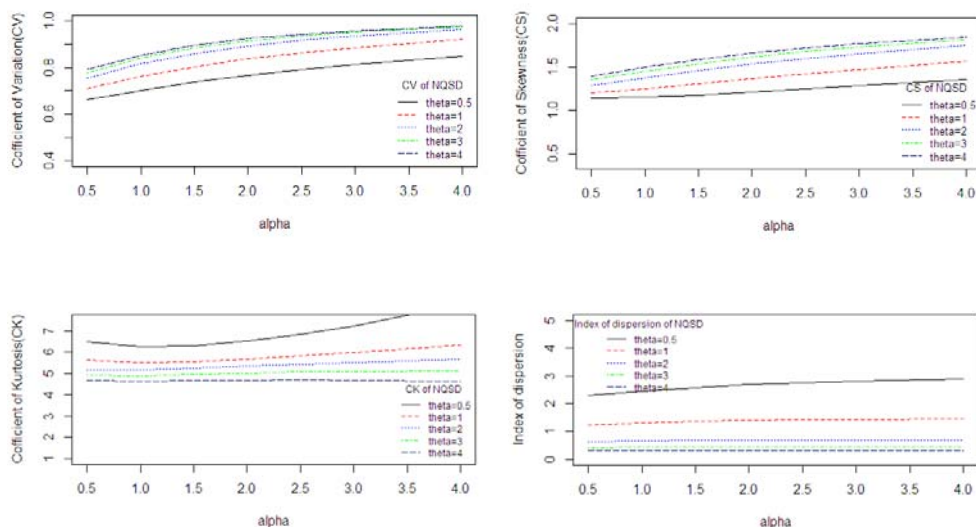 Cofficient of Variation(CV)
1.0
0.8
0.6
0.4
CV of NQSD
theta=0.5
theta=1
theta=2
theta=3
theta=4
0.5 1.0 1.5 2.0 2.5 3.0 3.5 4.0
alpha
Cofficient of Skewness(CS)
2.0
1.5
1.0
0.5
CS of NQSD
theta=0.5
theta=1
theta=2
theta=3
theta=4
0.5 1.0 1.5 2.0 2.5 3.0 3.5 4.0
alpha
Cofficient of Kurtosis(CK)
7
6
5
4
3
2
1
CK of NQSD
theta=0.5
theta=1
theta=2
theta=3
theta=4
0.5 1.0 1.5 2.0 2.5 3.0 3.5 4.0
alpha
Index of dispersion
5
4
3
2
1
0
Index of dispersion of NQSD
theta=0.5
theta=1
theta=2
theta=3
theta=4
0.5 1.0 1.5 2.0 2.5 3.0 3.5 4.0
alpha